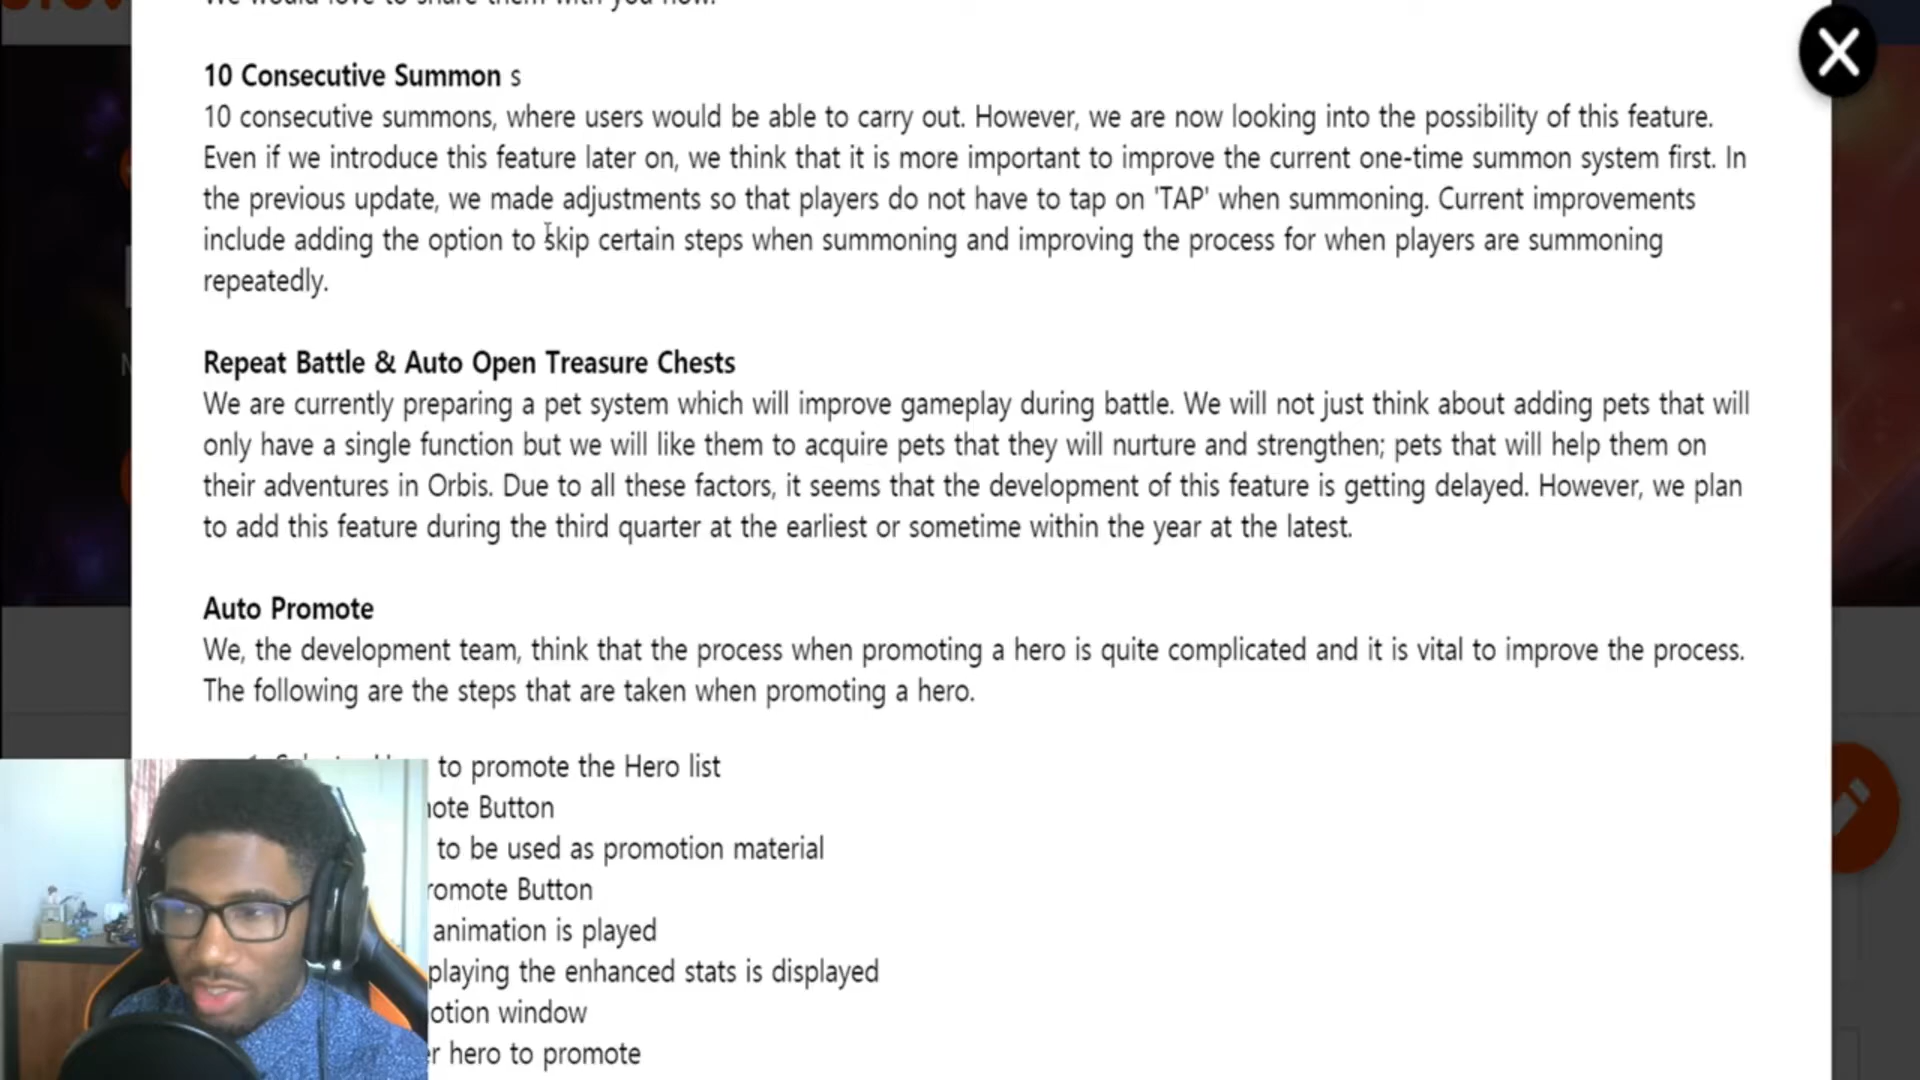 We would love to share them with you now.
10 Consecutive Summon s
10 consecutive summons, where users would be able to carry out. However, we are now looking into the possibility of this feature.
Even if we introduce this feature later on, we think that it is more important to improve the current one-time summon system first. In
the previous update, we made adjustments so that players do not have to tap on 'TAP' when summoning. Current improvements
include adding the option to skip certain steps when summoning and improving the process for when players are summoning
repeatedly.
Repeat Battle & Auto Open Treasure Chests
We are currently preparing a pet system which will improve gameplay during battle. We will not just think about adding pets that will
only have a single function but we will like them to acquire pets that they will nurture and strengthen; pets that will help them on
their adventures in Orbis. Due to all these factors, it seems that the development of this feature is getting delayed. However, we plan
to add this feature during the third quarter at the earliest or sometime within the year at the latest.
Auto Promote
We, the development team, think that the process when promoting a hero is quite complicated and it is vital to improve the process.
The following are the steps that are taken when promoting a hero.
to promote the Hero list
Button
to be used as promotion material
Button
animation is played
playing the enhanced stats is displayed
window
hero to promote